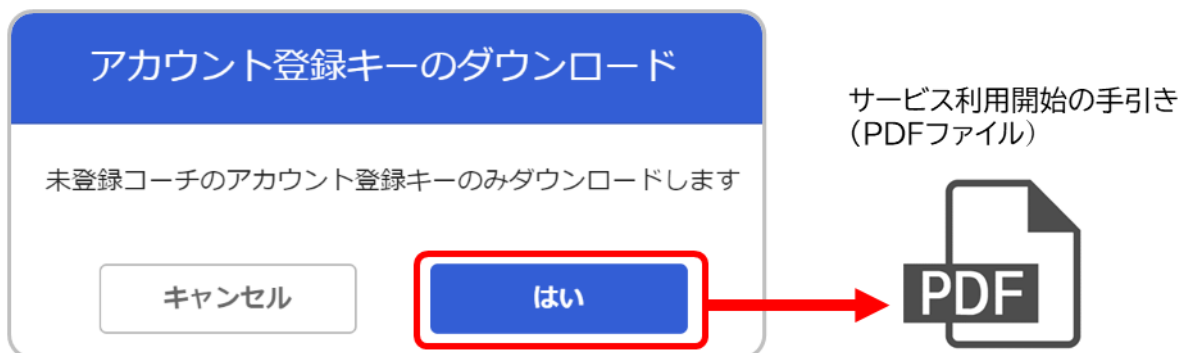 アカウント登録キーのダウンロード
未登録コーチのアカウント登録キーのみダウンロードします
キャンセル
はい
サービス利用開始の手引き
(PDFファイル)
PDF